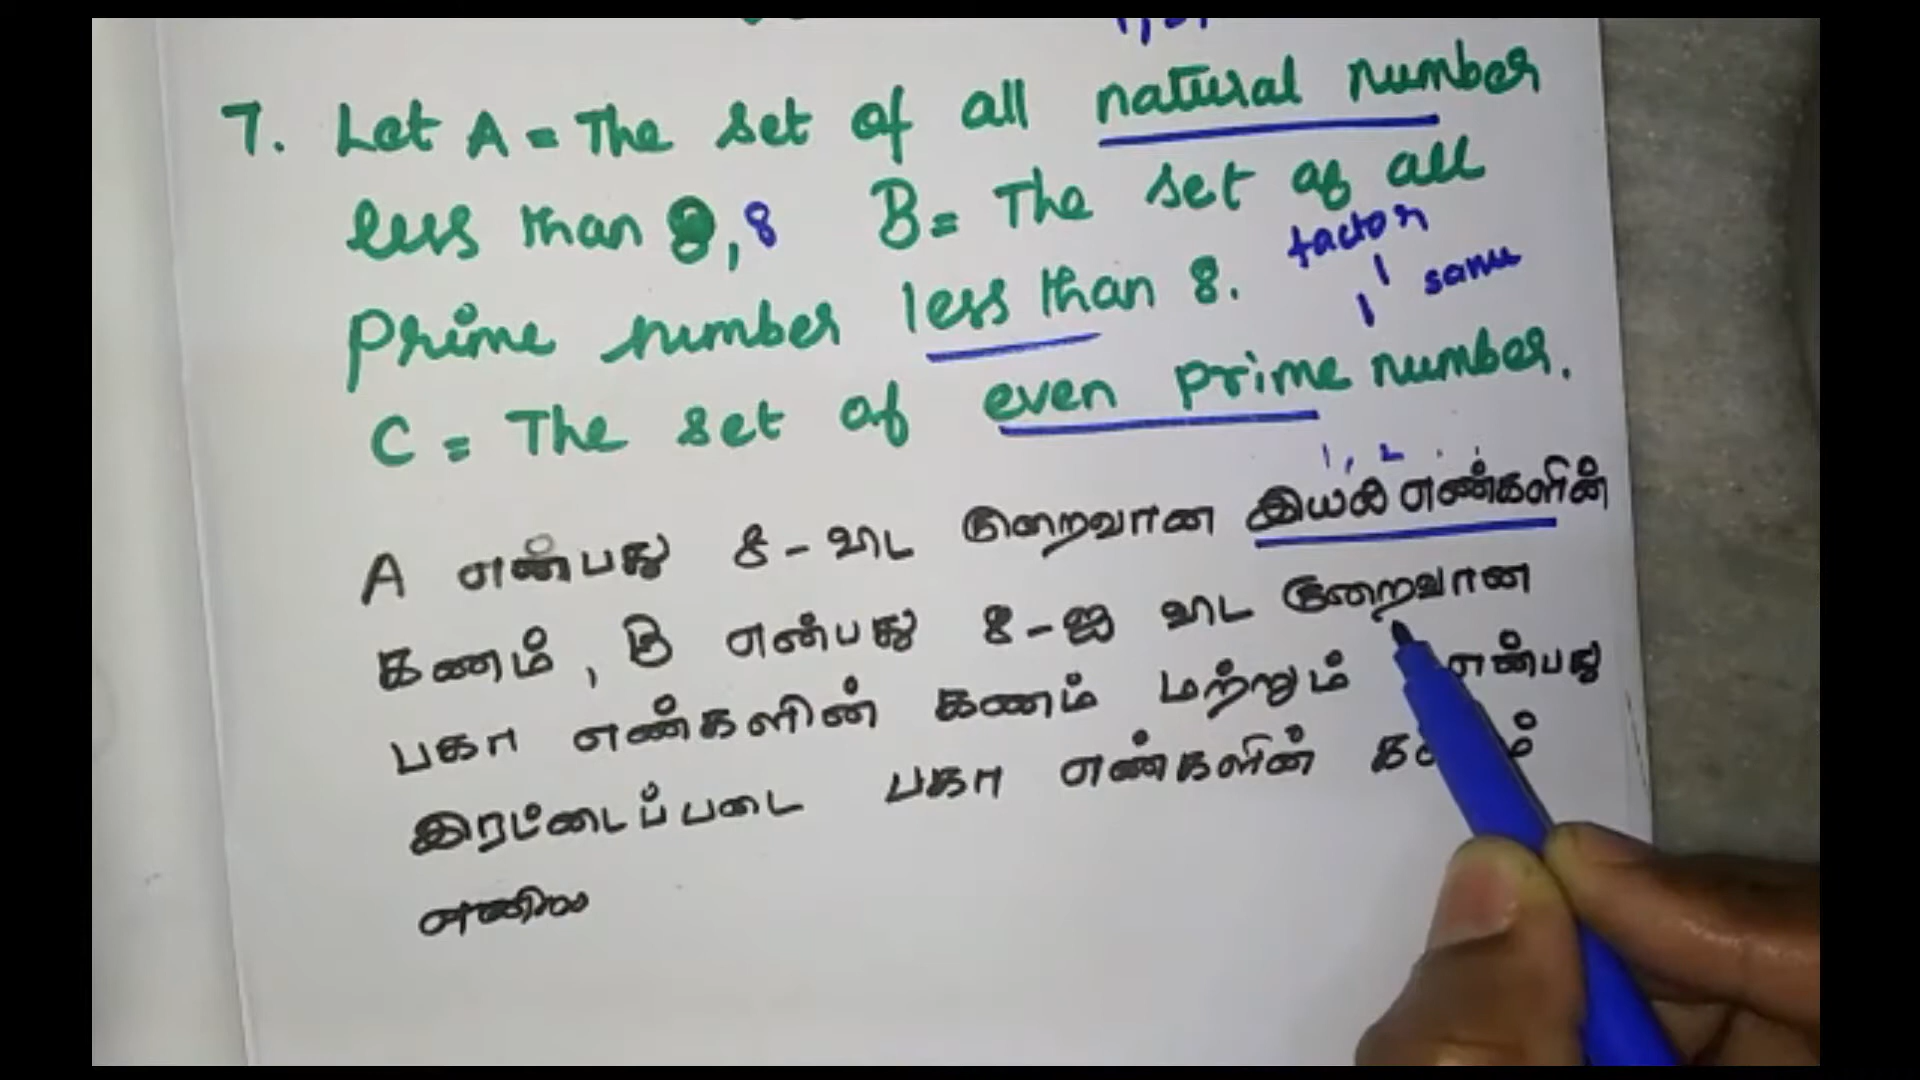 7. Let A = The set of all natural number
less than 8, 8 B = The set of all
factor
1 same
1
Prime number less than 8.
C = The set of even prime number.
1, 2 . .
A என்பது 8 - விட குறைவான இயல் எண்களின்
கணம், B என்பது 8 - ஐ விட குறைவான
பகா எண்களின் கணம் மற்றும் என்பது
இரட்டைப்படை பகா எண்களின்